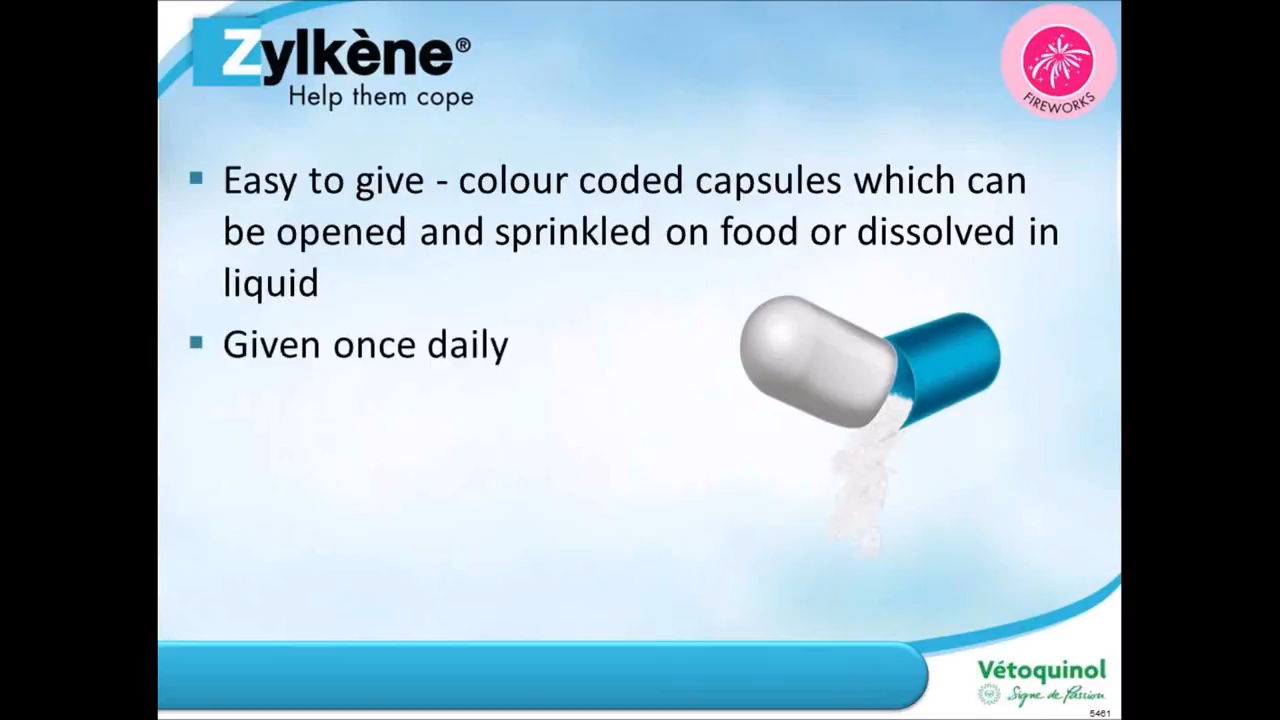 Zylkène®
Help them cope
FIREWORKS
Easy to give - colour coded capsules which can
be opened and sprinkled on food or dissolved in
liquid
Given once daily
Vétoquinol
Signe de Passion
5461